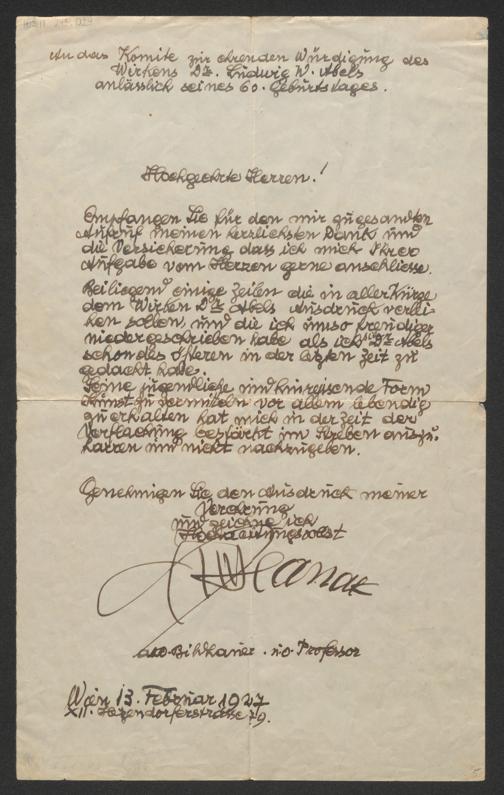 An das Komite zur ehrenden Würdigung des
Wirkens Dr. Ludwig W. Abels
anlässlich seines 60. Geburtstages.
Hochgeehrte Herren!
Empfangen Sie für den mir zugesandten
Aufruf meinen herzlichsten Dank und
die Versicherung dass ich mich Ihrer
Aufgabe vom Herzen gerne anschliesse.
Beiliegend einige Zeilen die in aller Kürze
dem Wirken Dr. Abels Ausdruck verlei-
hen sollen und die ich umso freudiger
niedergeschrieben habe als ich Dr. Abels
schon des Öfteren in der letzten Zeit zu
gedacht habe.
Seine jugendliche und hinreisende Form
Kunst zu vermitteln vor allem lebendig
zu erhalten hat mich in der Zeit der
Verflachung bestärkt im Streben auszu-
harren und nicht nachzugeben.
Genehmigen Sie den Ausdruck meiner
Verehrung
und zeichne ich
Hochachtungsvollst
Hanak
Bildhauer. Professor
Wien 13. Februar 1927
XII. Hetzendorferstrasse 79.